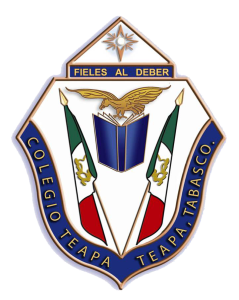 FIELES AL DEBER
COLEGIO TEAPA
TEAPA, TABASCO.